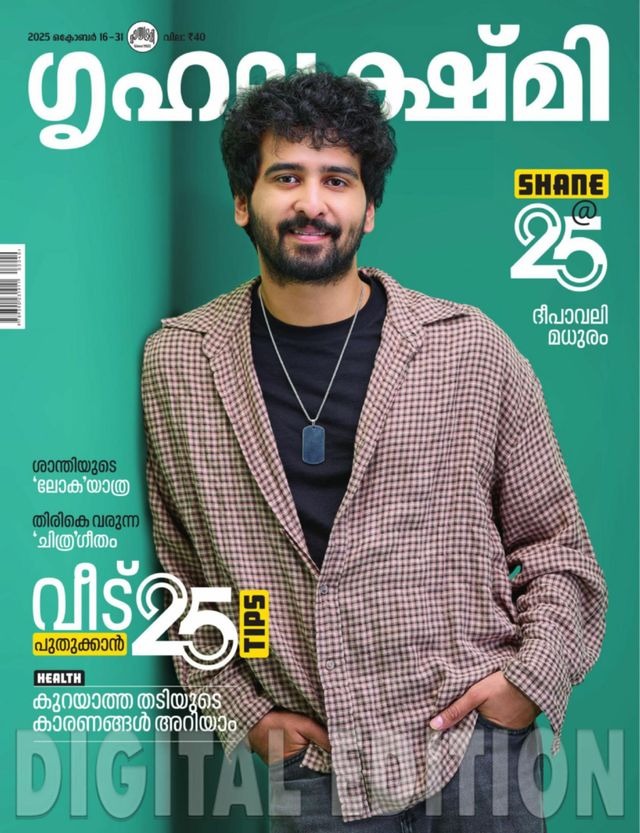 2025 ഒക്ടോബർ 16-31
വില: ₹40
ഗൃഹലക്ഷ്മി
SHANE
@
25
ദീപാവലി
മധുരം
ശാന്തിയുടെ
'ലോക'യാത്ര
തിരികെ വരുന്ന
'ചിത്ര'ഗീതം
വീട്
പുതുക്കാൻ
25
TIPS
HEALTH
കുറയാത്ത തടിയുടെ
കാരണങ്ങൾ അറിയാം
DIGITAL EDITION